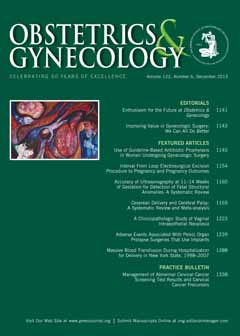 OBSTETRICS&
GYNECOLOGY
CELEBRATING 60 YEARS OF EXCELLENCE
Volume 122, Number 6, December 2013
EDITORIALS
Enthusiasm for the Future of Obstetrics & 1141
Gynecology
Improving Value in Gynecologic Surgery: 1143
We Can All Do Better
FEATURED ARTICLES
Use of Guideline-Based Antibiotic Prophylaxis 1145
in Women Undergoing Gynecologic Surgery
Interval From Loop Electrosurgical Excision 1154
Procedure to Pregnancy and Pregnancy Outcomes
Accuracy of Ultrasonography at 11–14 Weeks 1160
of Gestation for Detection of Fetal Structural
Anomalies: A Systematic Review
Cesarean Delivery and Cerebral Palsy: 1169
A Systematic Review and Meta-analysis
A Clinicopathologic Study of Vaginal 1223
Intraepithelial Neoplasia
Adverse Events Associated With Pelvic Organ 1239
Prolapse Surgeries That Use Implants
Massive Blood Transfusion During Hospitalization 1288
for Delivery in New York State, 1998–2007
PRACTICE BULLETIN
Management of Abnormal Cervical Cancer 1338
Screening Test Results and Cervical
Cancer Precursors
Visit Our Web Site at www.greenjournal.org | Submit Manuscripts Online at ong.editorialmanager.com